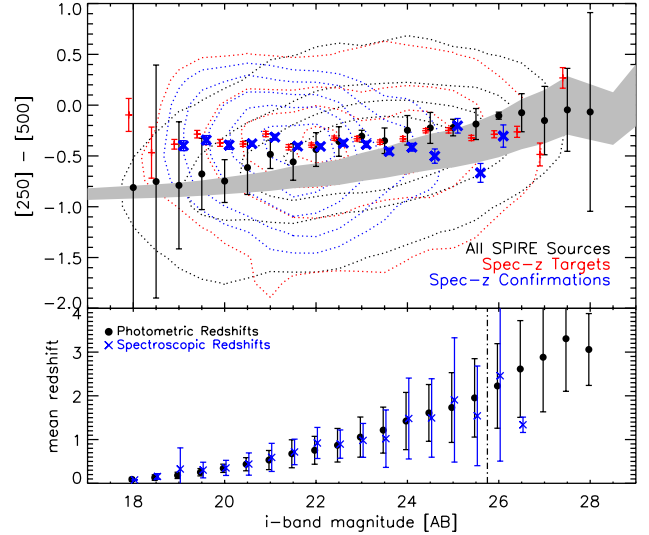 1.0
0.5
0.0
-0.5
-1.0
-1.5
-2.0
[250] - [500]
All SPIRE Sources
Spec-z Targets
Spec-z Confirmations
Photometric Redshifts
Spectroscopic Redshifts
3
2
1
0
mean redshift
18 20 22 24 26 28
i-band magnitude [AB]